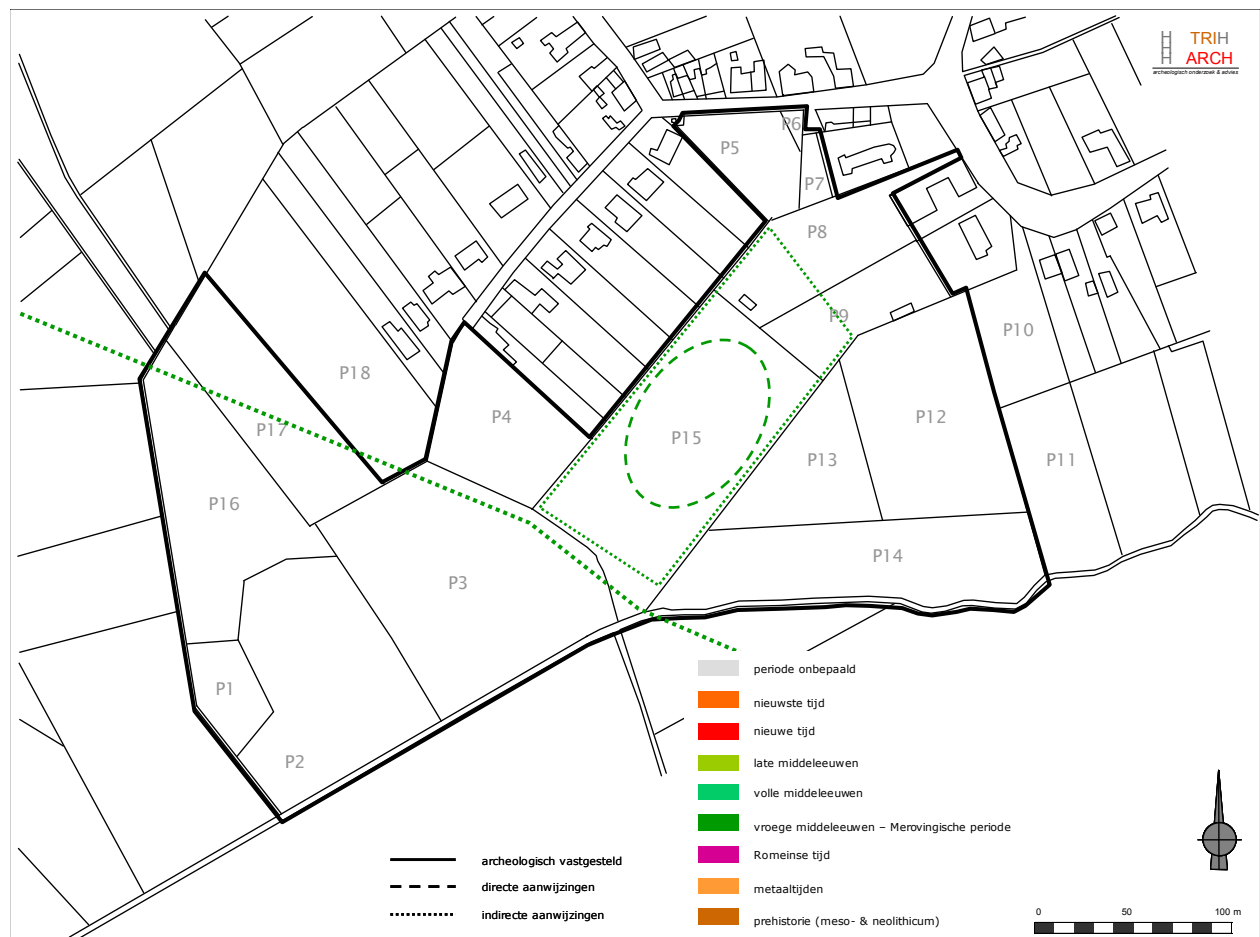 TRIH
ARCH
archeologisch onderzoek & advies
P6
P5
P7
P8
P9
P10
P18
P4
P12
P17
P15
P13
P11
P16
P14
P3
P1
P2
periode onbepaald
nieuwste tijd
nieuwe tijd
late middeleeuwen
volle middeleeuwen
vroege middeleeuwen – Merovingische periode
Romeinse tijd
metaaltijden
prehistorie (meso- & neolithicum)
archeologisch vastgesteld
directe aanwijzingen
indirecte aanwijzingen
0 50 100 m